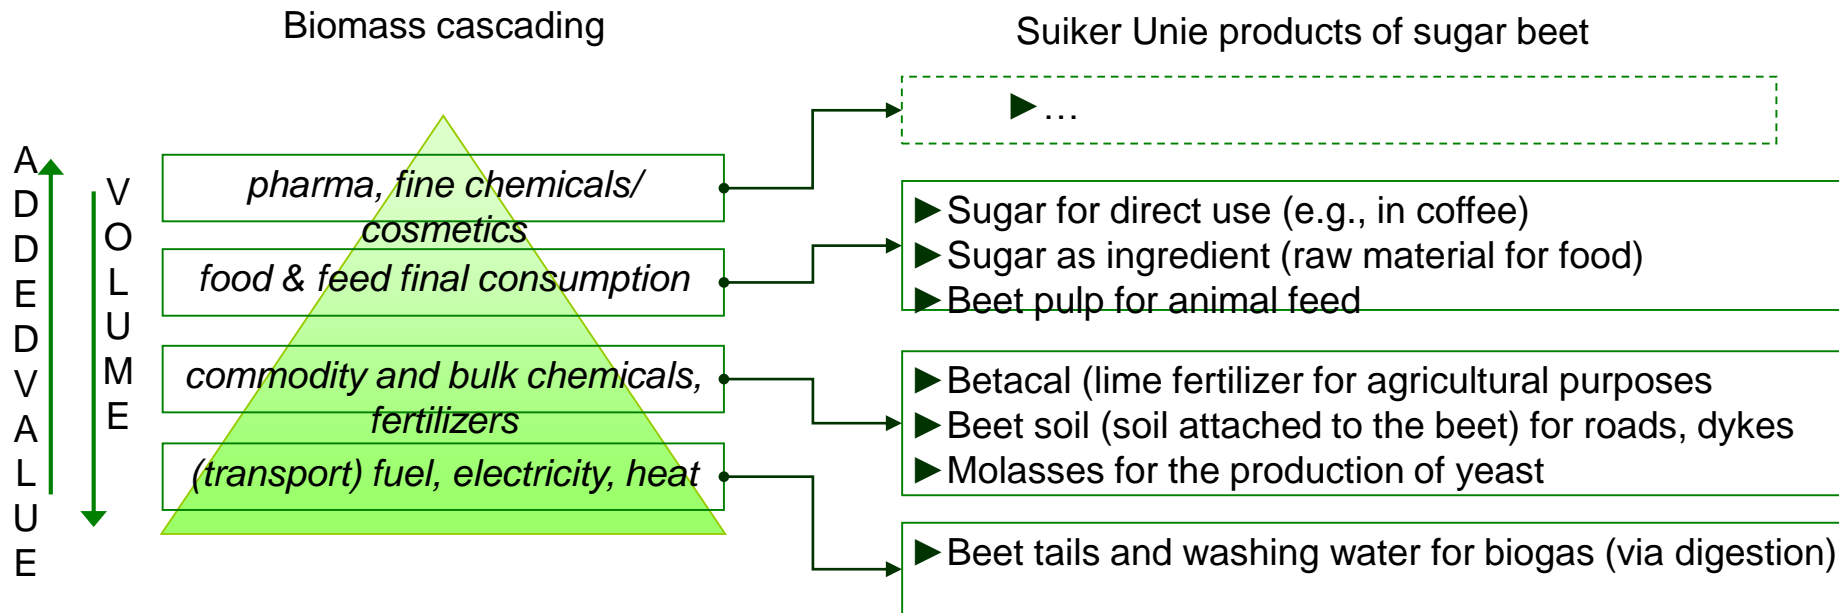 Biomass cascading
Suiker Unie products of sugar beet
ADDED VALUE
VOLUME
pharma, fine chemicals/
cosmetics
food & feed final consumption
commodity and bulk chemicals,
fertilizers
(transport) fuel, electricity, heat
►...
►Sugar for direct use (e.g., in coffee)
►Sugar as ingredient (raw material for food)
►Beet pulp for animal feed
►Betacal (lime fertilizer for agricultural purposes
►Beet soil (soil attached to the beet) for roads, dykes
►Molasses for the production of yeast
►Beet tails and washing water for biogas (via digestion)